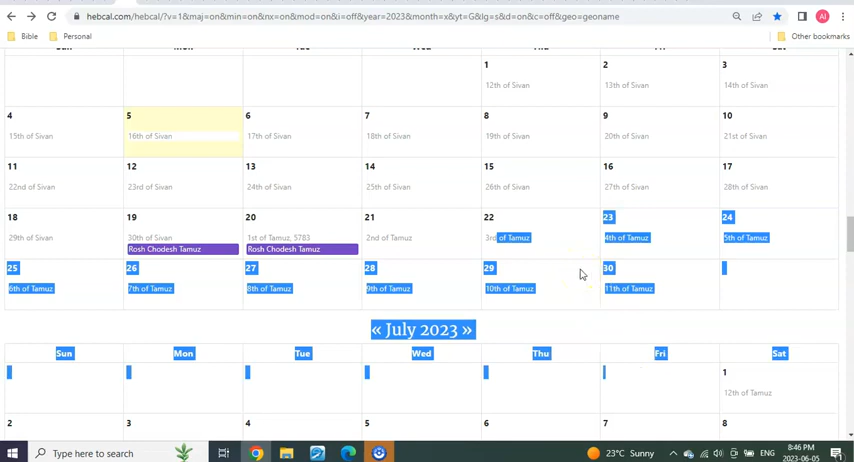 hebcal.com/hebcal/?v=1&maj=on&min=on&nx=on&mod=on&i=off&year=2023&month=x&yt=G&lg=s&d=on&c=off&geo=geoname
AI
Bible Personal Other bookmarks
Sun Mon Tue Wed Thu Fri Sat
1 2 3
12th of Sivan 13th of Sivan 14th of Sivan
4 5 6 7 8 9 10
15th of Sivan 16th of Sivan 17th of Sivan 18th of Sivan 19th of Sivan 20th of Sivan 21st of Sivan
11 12 13 14 15 16 17
22nd of Sivan 23rd of Sivan 24th of Sivan 25th of Sivan 26th of Sivan 27th of Sivan 28th of Sivan
18 19 20 21 22 23 24
29th of Sivan 30th of Sivan 1st of Tamuz, 5783 2nd of Tamuz 3rd of Tamuz 4th of Tamuz 5th of Tamuz
Rosh Chodesh Tamuz Rosh Chodesh Tamuz
25 26 27 28 29 30
6th of Tamuz 7th of Tamuz 8th of Tamuz 9th of Tamuz 10th of Tamuz 11th of Tamuz
« July 2023 »
Sun Mon Tue Wed Thu Fri Sat
1
12th of Tamuz
2 3 4 5 6 7 8
Type here to search 23°C Sunny ENG 8:46 PM
2023-06-05 1